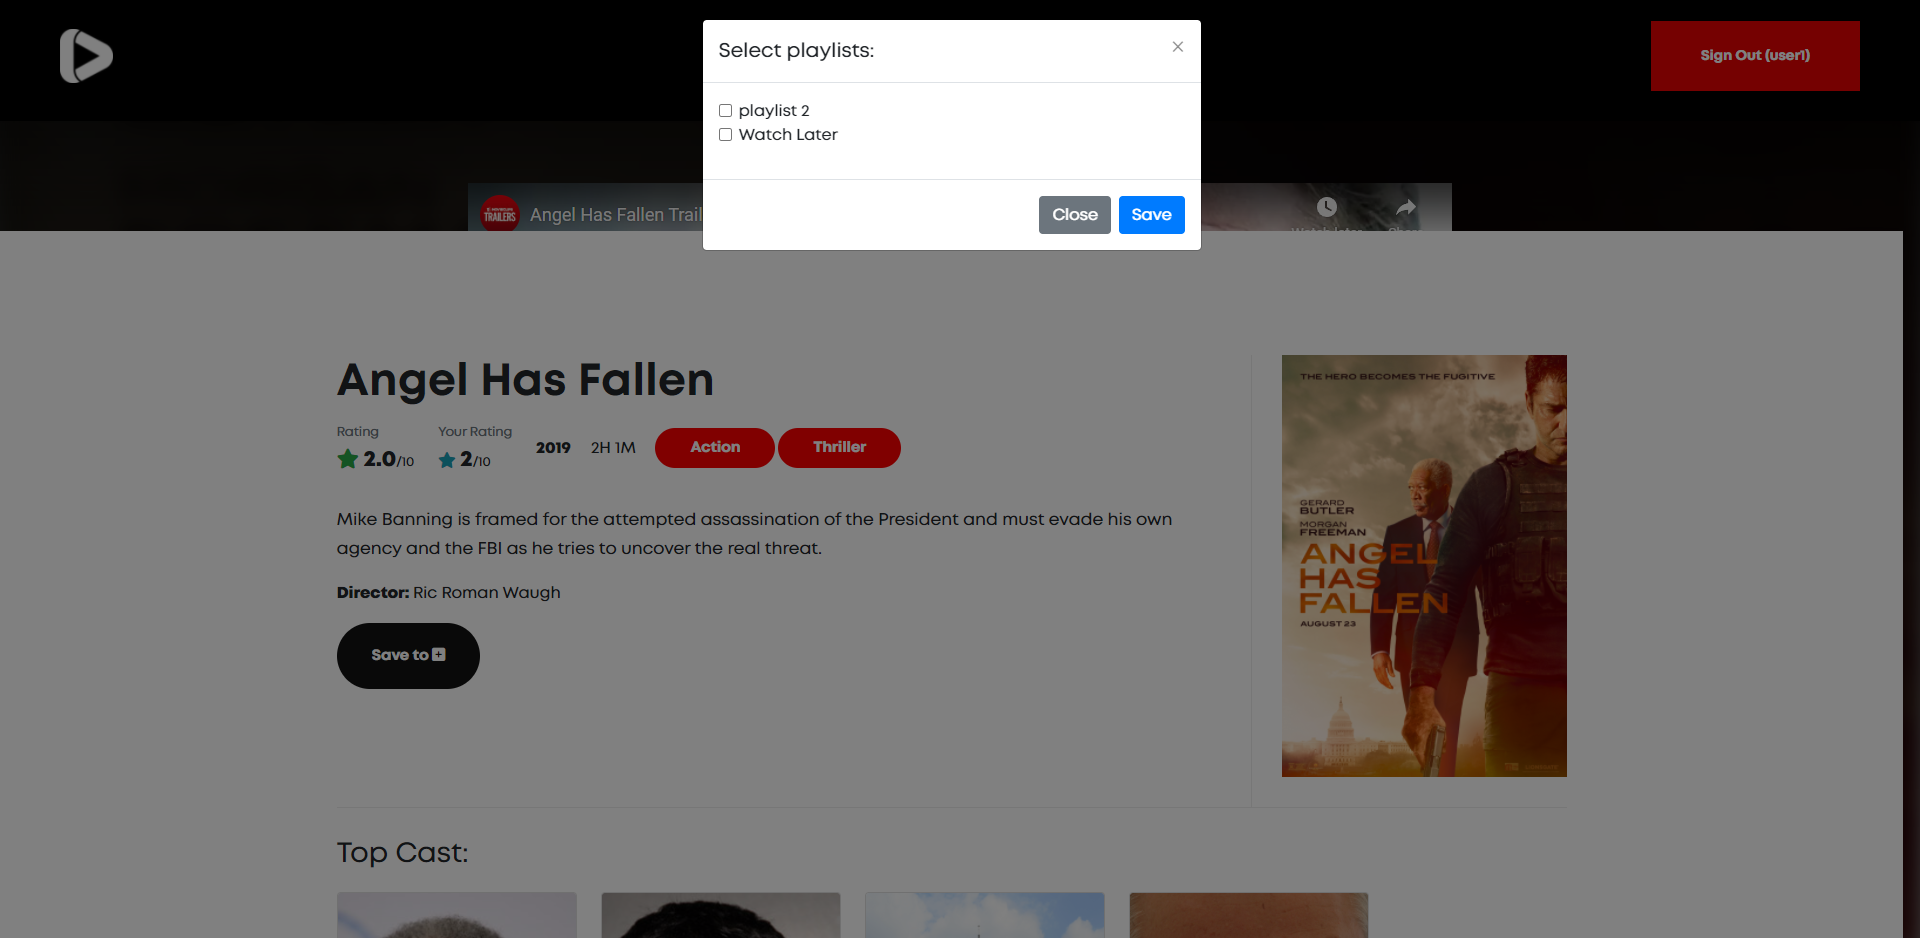 Select playlists:
×
Sign Out (user1)
playlist 2
Watch Later
TRAILERS
Angel Has Fallen Trail
Close
Save
Angel Has Fallen
Rating
Your Rating
2.0/10
2/10
2019
2H 1M
Action
Thriller
Mike Banning is framed for the attempted assassination of the President and must evade his own
agency and the FBI as he tries to uncover the real threat.
Director: Ric Roman Waugh
Save to
THE HERO BECOMES THE FUGITIVE
GERARD
BUTLER
MORGAN
FREEMAN
ANGEL
HAS
FALLEN
AUGUST 23
Top Cast: